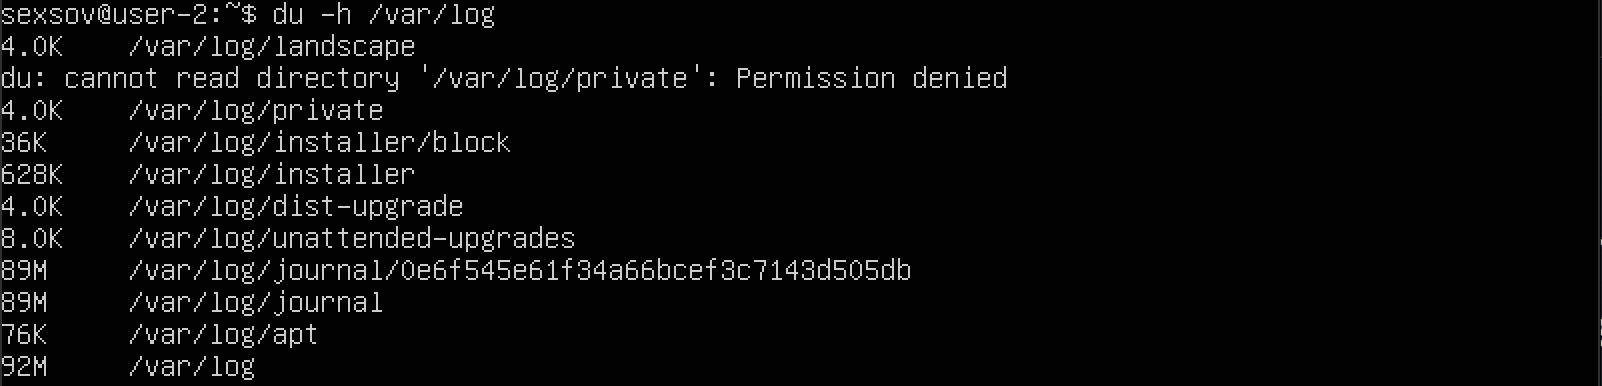 sexsov@user-2:~$ du -h /var/log
4.0K    /var/log/landscape
du: cannot read directory '/var/log/private': Permission denied
4.0K    /var/log/private
36K     /var/log/installer/block
628K    /var/log/installer
4.0K    /var/log/dist-upgrade
8.0K    /var/log/unattended-upgrades
89M     /var/log/journal/0e6f545e61f34a66bcef3c7143d505db
89M     /var/log/journal
76K     /var/log/apt
92M     /var/log